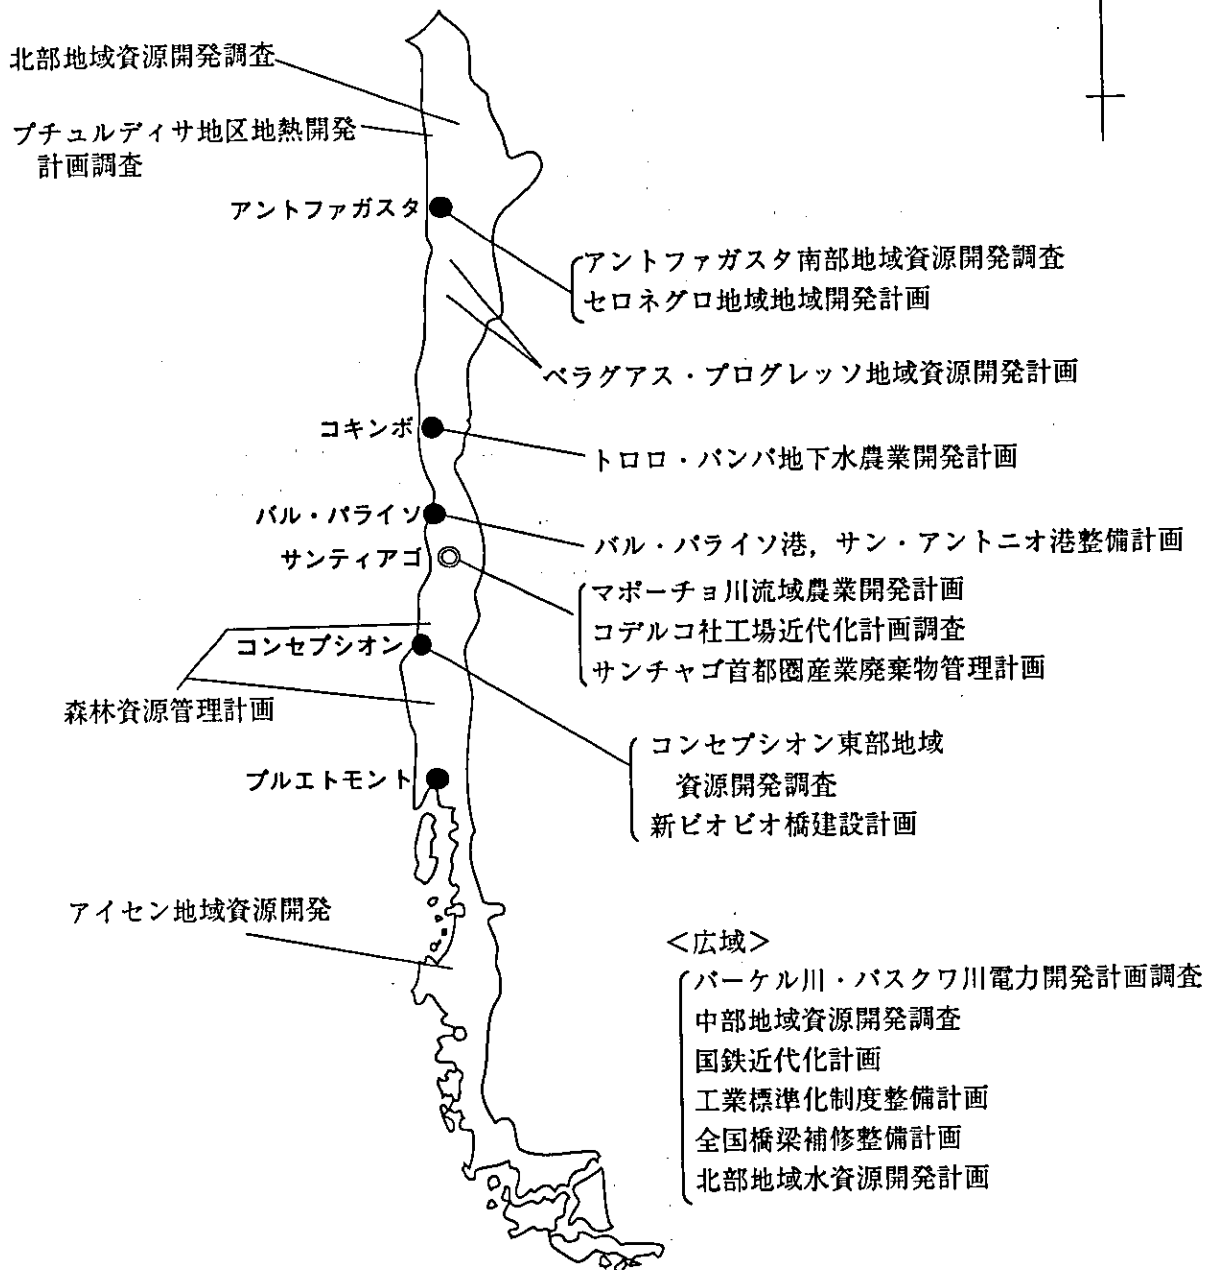 北部地域資源開発調査
プチュルディサ地区地熱開発
計画調査
アントファガスタ
アントファガスタ南部地域資源開発調査
セロネグロ地域地域開発計画
ベラグアス・プログレッソ地域資源開発計画
コキンボ
トロロ・パンパ地下水農業開発計画
バル・パライソ
バル・パライソ港，サン・アントニオ港整備計画
サンティアゴ
マポーチョ川流域農業開発計画
コデルコ社工場近代化計画調査
サンチャゴ首都圏産業廃棄物管理計画
コンセプシオン
森林資源管理計画
コンセプシオン東部地域
資源開発調査
新ビオビオ橋建設計画
プルエトモント
アイセン地域資源開発
＜広域＞
バーケル川・パスクワ川電力開発計画調査
中部地域資源開発調査
国鉄近代化計画
工業標準化制度整備計画
全国橋梁補修整備計画
北部地域水資源開発計画